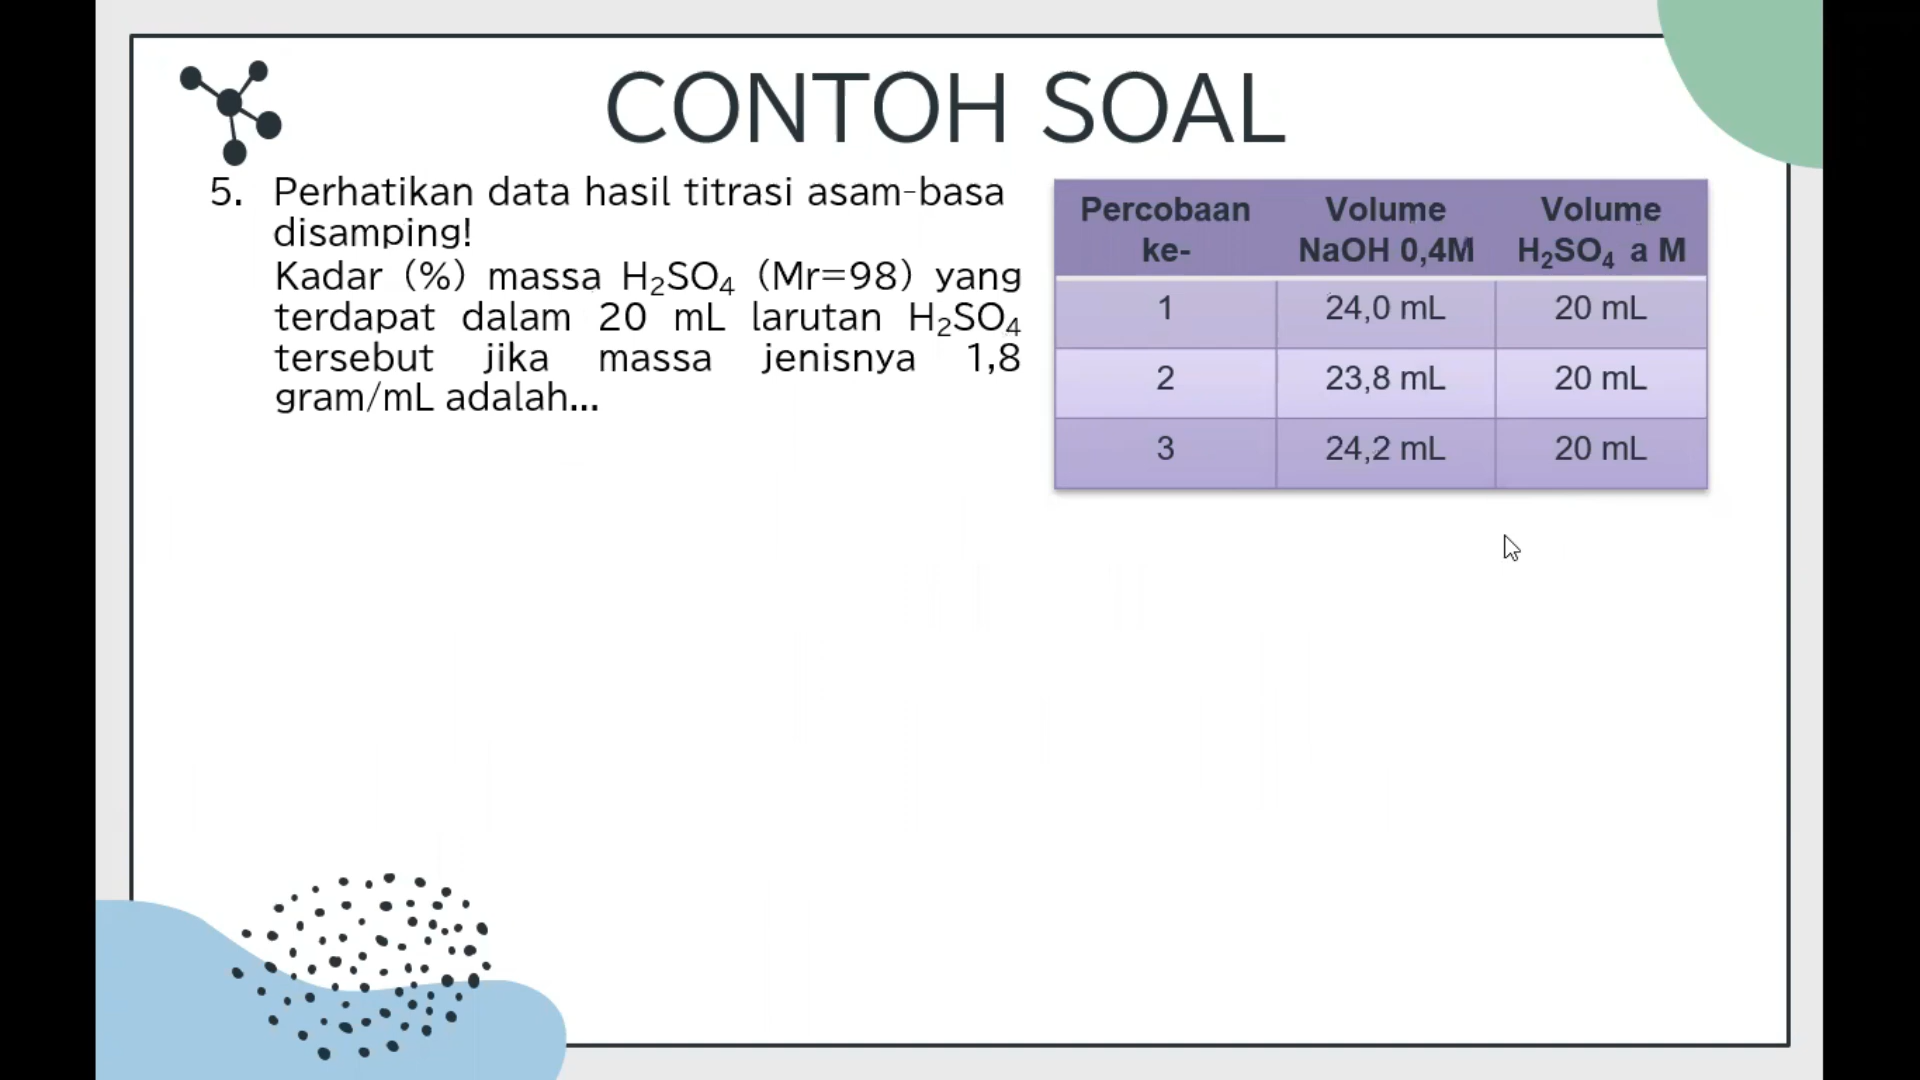 CONTOH SOAL
5. Perhatikan data hasil titrasi asam-basa
disamping!
Kadar (%) massa H₂SO₄ (Mr=98) yang
terdapat dalam 20 mL larutan H₂SO₄
tersebut jika massa jenisnya 1,8
gram/mL adalah...
Percobaan ke- Volume NaOH 0,4M Volume H₂SO₄ a M
1 24,0 mL 20 mL
2 23,8 mL 20 mL
3 24,2 mL 20 mL